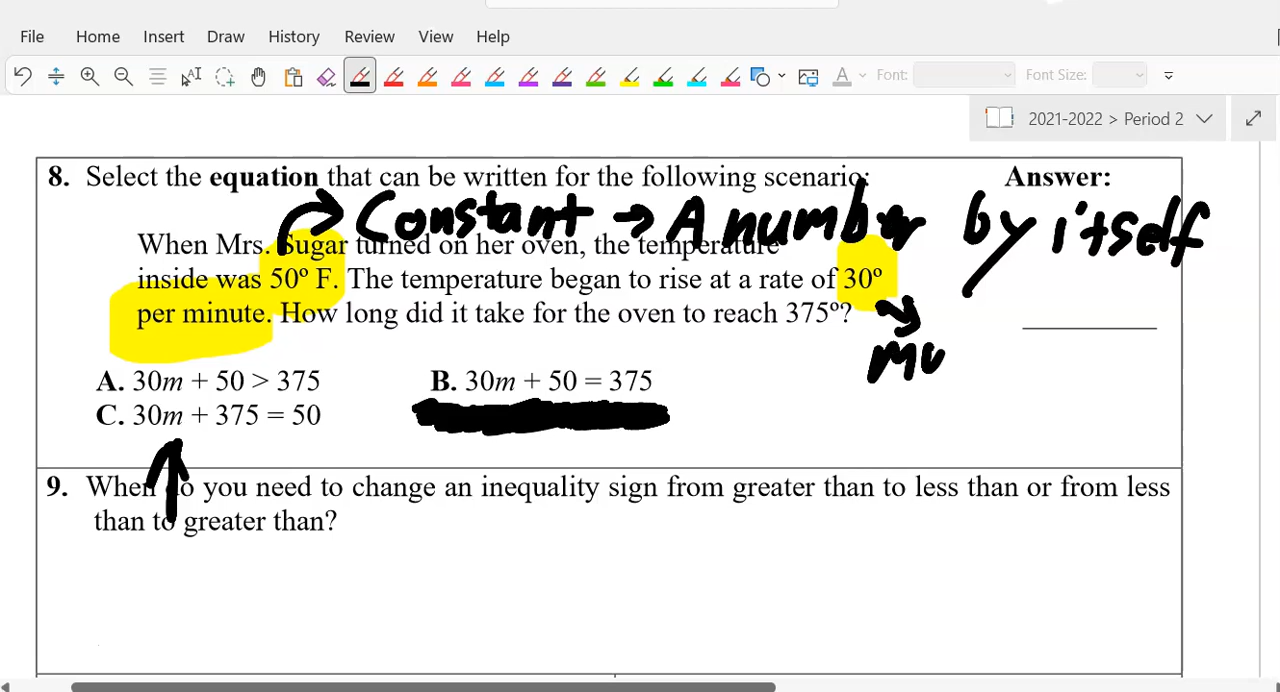 File Home Insert Draw History Review View Help
Font: Font Size:
2021-2022 > Period 2
8. Select the equation that can be written for the following scenario: Answer:
Constant → A number by itself
When Mrs. Sugar turned on her oven, the temperature
inside was 50º F. The temperature began to rise at a rate of 30º
per minute. How long did it take for the oven to reach 375º?
mu
A. 30m + 50 > 375 B. 30m + 50 = 375
C. 30m + 375 = 50
9. When do you need to change an inequality sign from greater than to less than or from less
than to greater than?